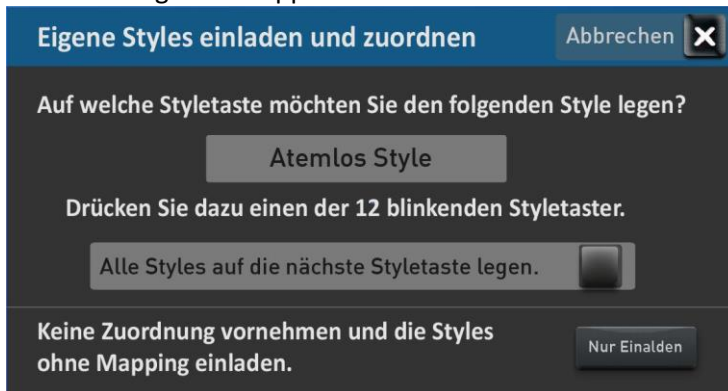 Eigene Styles einladen und zuordnen Abbrechen X
Auf welche Styletaste möchten Sie den folgenden Style legen?
Atemlos Style
Drücken Sie dazu einen der 12 blinkenden Styletaster.
Alle Styles auf die nächste Styletaste legen.
Keine Zuordnung vornehmen und die Styles
ohne Mapping einladen.
Nur Einalden